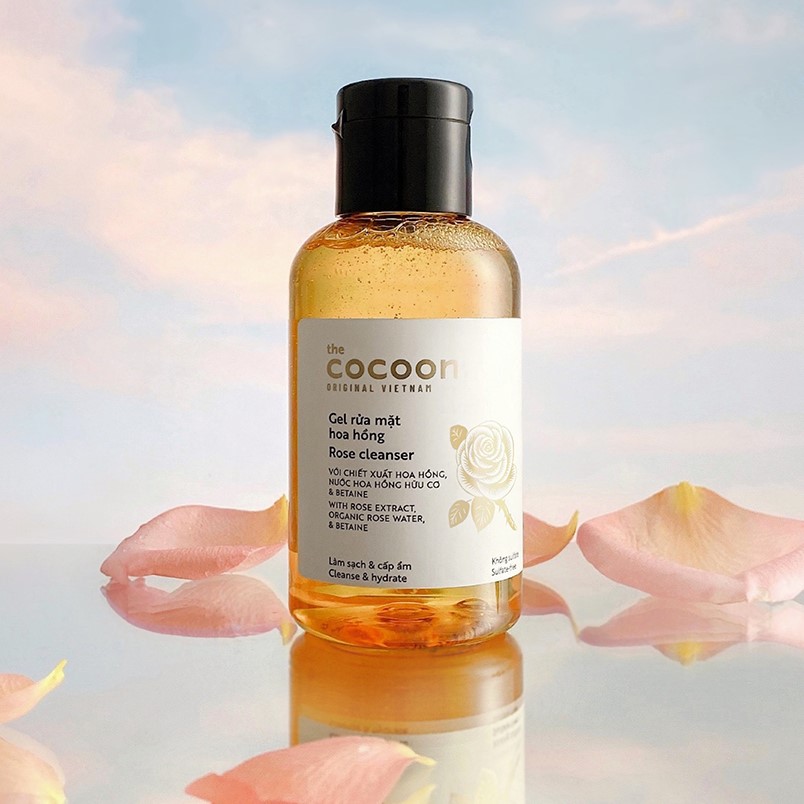 the
cocoon
ORIGINAL VIETNAM
Gel rửa mặt
hoa hồng
Rose cleanser
VỚI CHIẾT XUẤT HOA HỒNG,
NƯỚC HOA HỒNG HỮU CƠ
& BETAINE
WITH ROSE EXTRACT,
ORGANIC ROSE WATER,
& BETAINE
Làm sạch & cấp ẩm
Cleanse & hydrate
Không
Sulfate-free